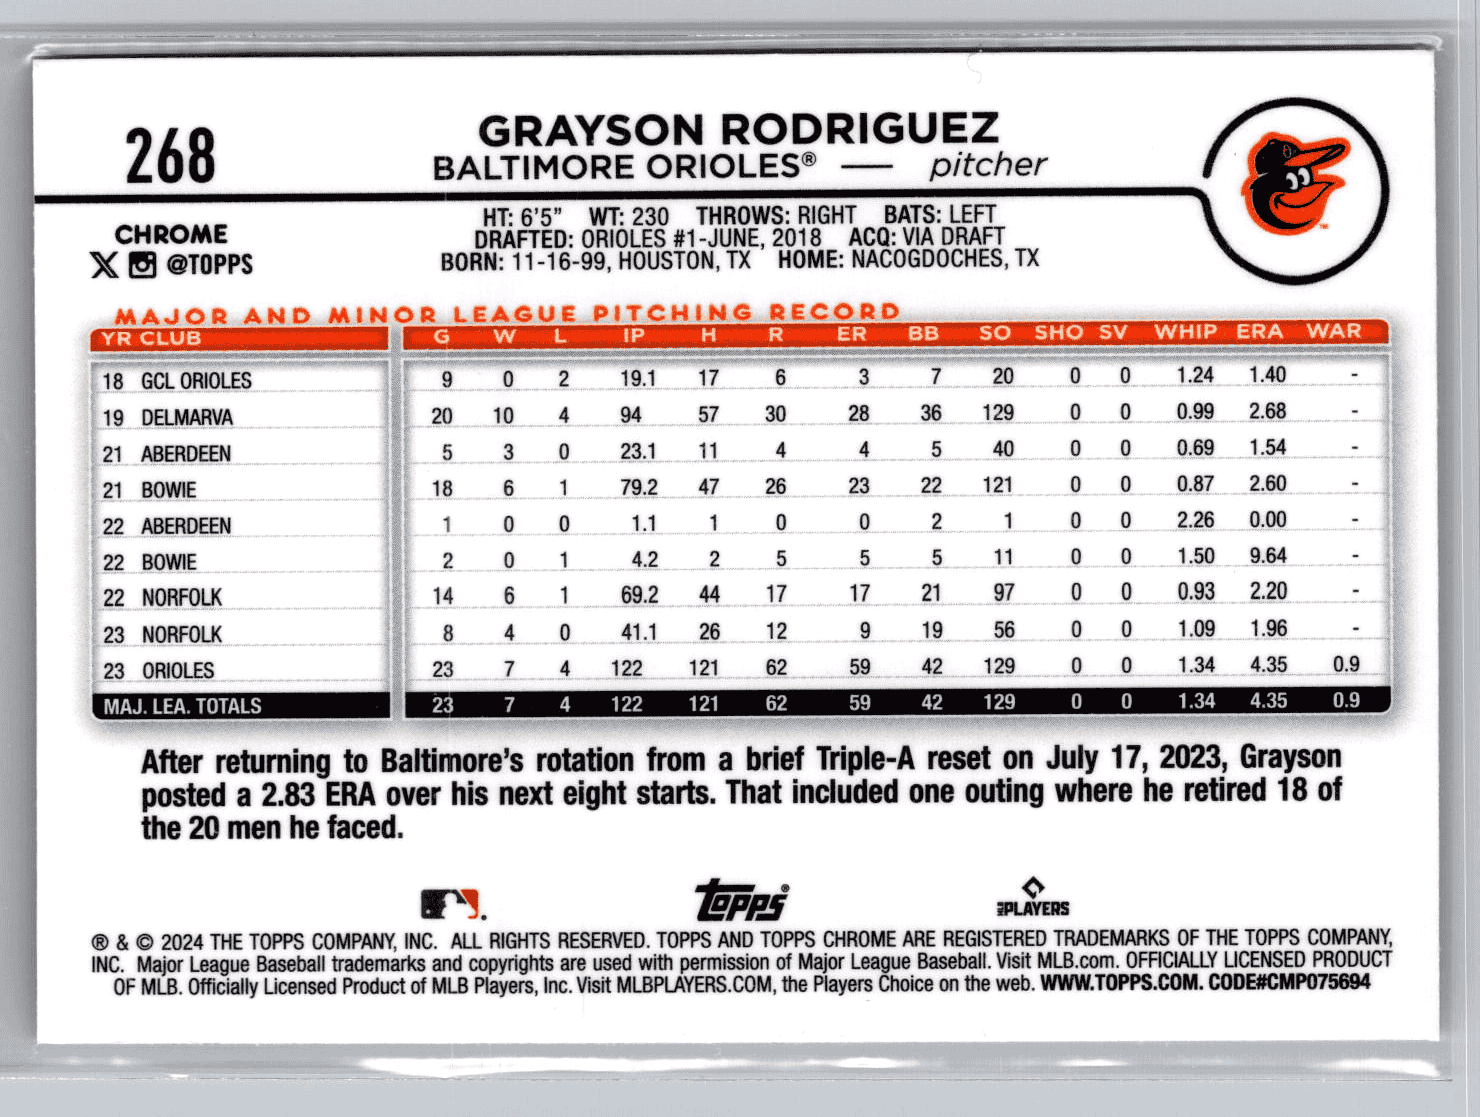 268
GRAYSON RODRIGUEZ
BALTIMORE ORIOLES® — pitcher
CHROME
X @TOPPS
HT: 6'5" WT: 230 THROWS: RIGHT BATS: LEFT
DRAFTED: ORIOLES #1-JUNE, 2018 ACQ: VIA DRAFT
BORN: 11-16-99, HOUSTON, TX HOME: NACOGDOCHES, TX
MAJOR AND MINOR LEAGUE PITCHING RECORD
YR CLUB G W L IP H R ER BB SO SHO SV WHIP ERA WAR
18 GCL ORIOLES 9 0 2 19.1 17 6 3 7 20 0 0 1.24 1.40 -
19 DELMARVA 20 10 4 94 57 30 28 36 129 0 0 0.99 2.68 -
21 ABERDEEN 5 3 0 23.1 11 4 4 5 40 0 0 0.69 1.54 -
21 BOWIE 18 6 1 79.2 47 26 23 22 121 0 0 0.87 2.60 -
22 ABERDEEN 1 0 0 1.1 1 0 0 2 1 0 0 2.26 0.00 -
22 BOWIE 2 0 1 4.2 2 5 5 5 11 0 0 1.50 9.64 -
22 NORFOLK 14 6 1 69.2 44 17 17 21 97 0 0 0.93 2.20 -
23 NORFOLK 8 4 0 41.1 26 12 9 19 56 0 0 1.09 1.96 -
23 ORIOLES 23 7 4 122 121 62 59 42 129 0 0 1.34 4.35 0.9
MAJ. LEA. TOTALS 23 7 4 122 121 62 59 42 129 0 0 1.34 4.35 0.9
After returning to Baltimore's rotation from a brief Triple-A reset on July 17, 2023, Grayson
posted a 2.83 ERA over his next eight starts. That included one outing where he retired 18 of
the 20 men he faced.
Topps®
PLAYERS
® & © 2024 THE TOPPS COMPANY, INC. ALL RIGHTS RESERVED. TOPPS AND TOPPS CHROME ARE REGISTERED TRADEMARKS OF THE TOPPS COMPANY,
INC. Major League Baseball trademarks and copyrights are used with permission of Major League Baseball. Visit MLB.com. OFFICIALLY LICENSED PRODUCT
OF MLB. Officially Licensed Product of MLB Players, Inc. Visit MLBPLAYERS.COM, the Players Choice on the web. WWW.TOPPS.COM. CODE#CMP075694